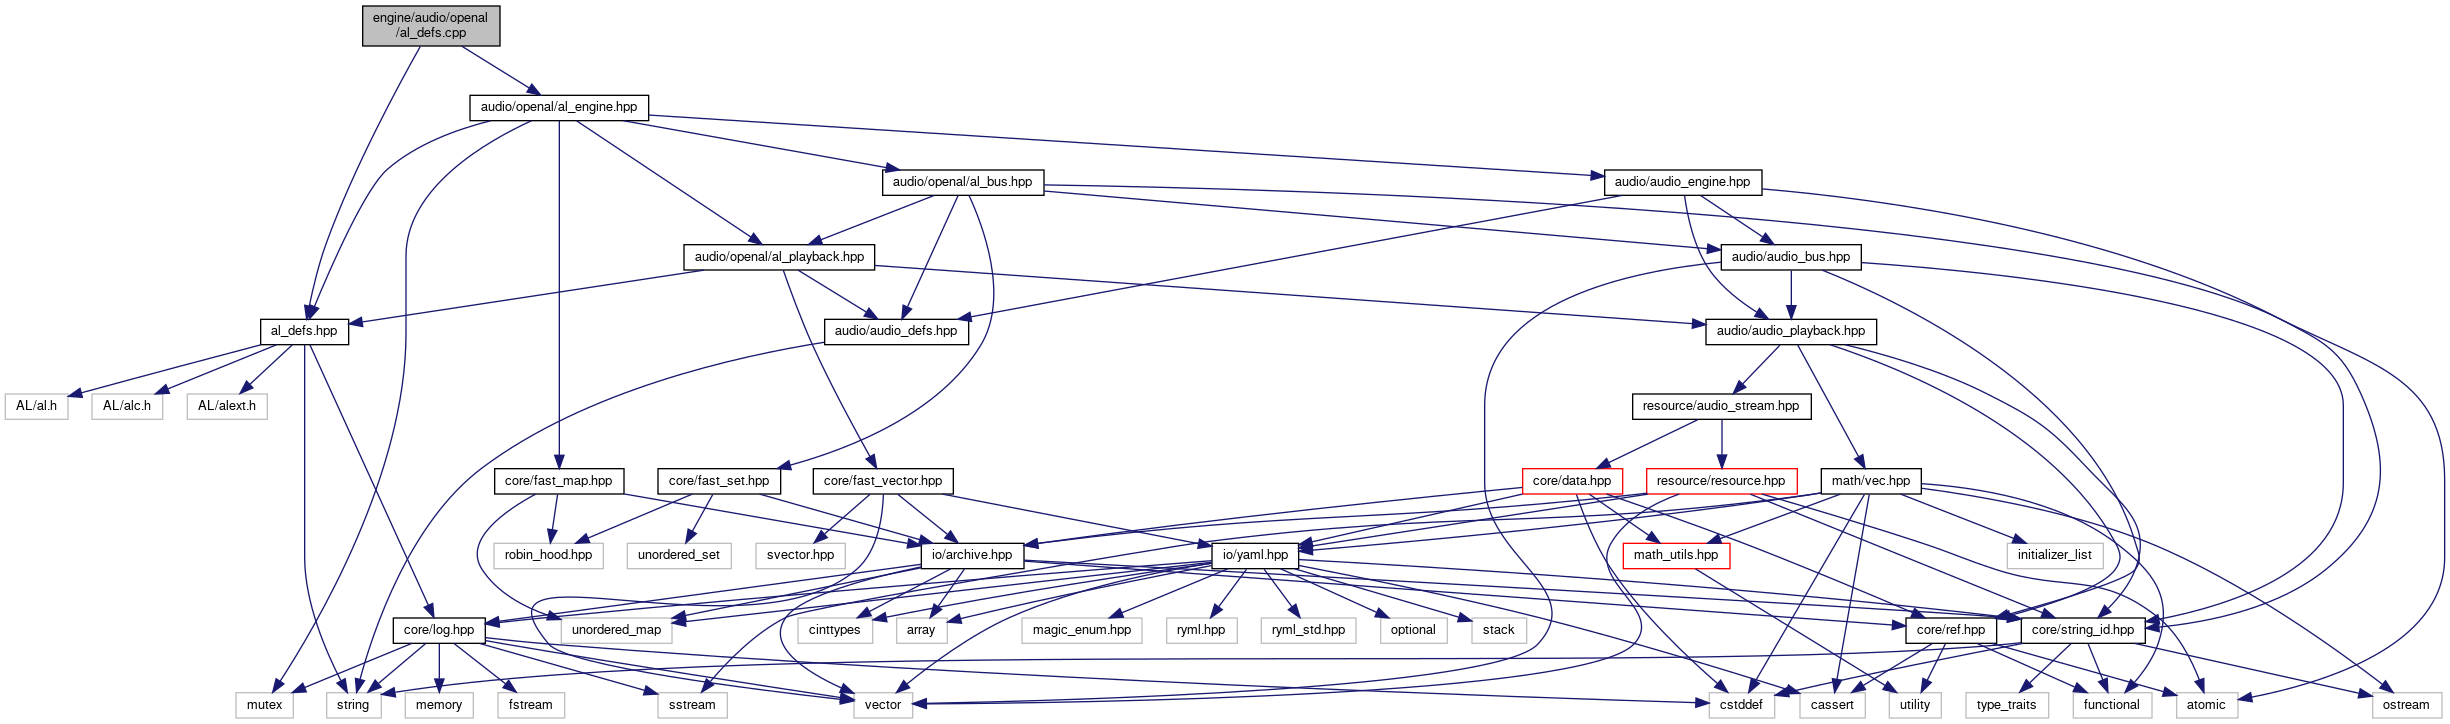 engine/audio/openal
/al_defs.cpp
audio/openal/al_engine.hpp
audio/openal/al_bus.hpp
audio/audio_engine.hpp
audio/openal/al_playback.hpp
audio/audio_bus.hpp
al_defs.hpp
audio/audio_defs.hpp
audio/audio_playback.hpp
AL/al.h
AL/alc.h
AL/alext.h
resource/audio_stream.hpp
core/fast_map.hpp
core/fast_set.hpp
core/fast_vector.hpp
core/data.hpp
resource/resource.hpp
math/vec.hpp
robin_hood.hpp
unordered_set
svector.hpp
io/archive.hpp
io/yaml.hpp
math_utils.hpp
initializer_list
core/log.hpp
unordered_map
cinttypes
array
magic_enum.hpp
ryml.hpp
ryml_std.hpp
optional
stack
core/ref.hpp
core/string_id.hpp
mutex
string
memory
fstream
sstream
vector
cstddef
cassert
utility
type_traits
functional
atomic
ostream